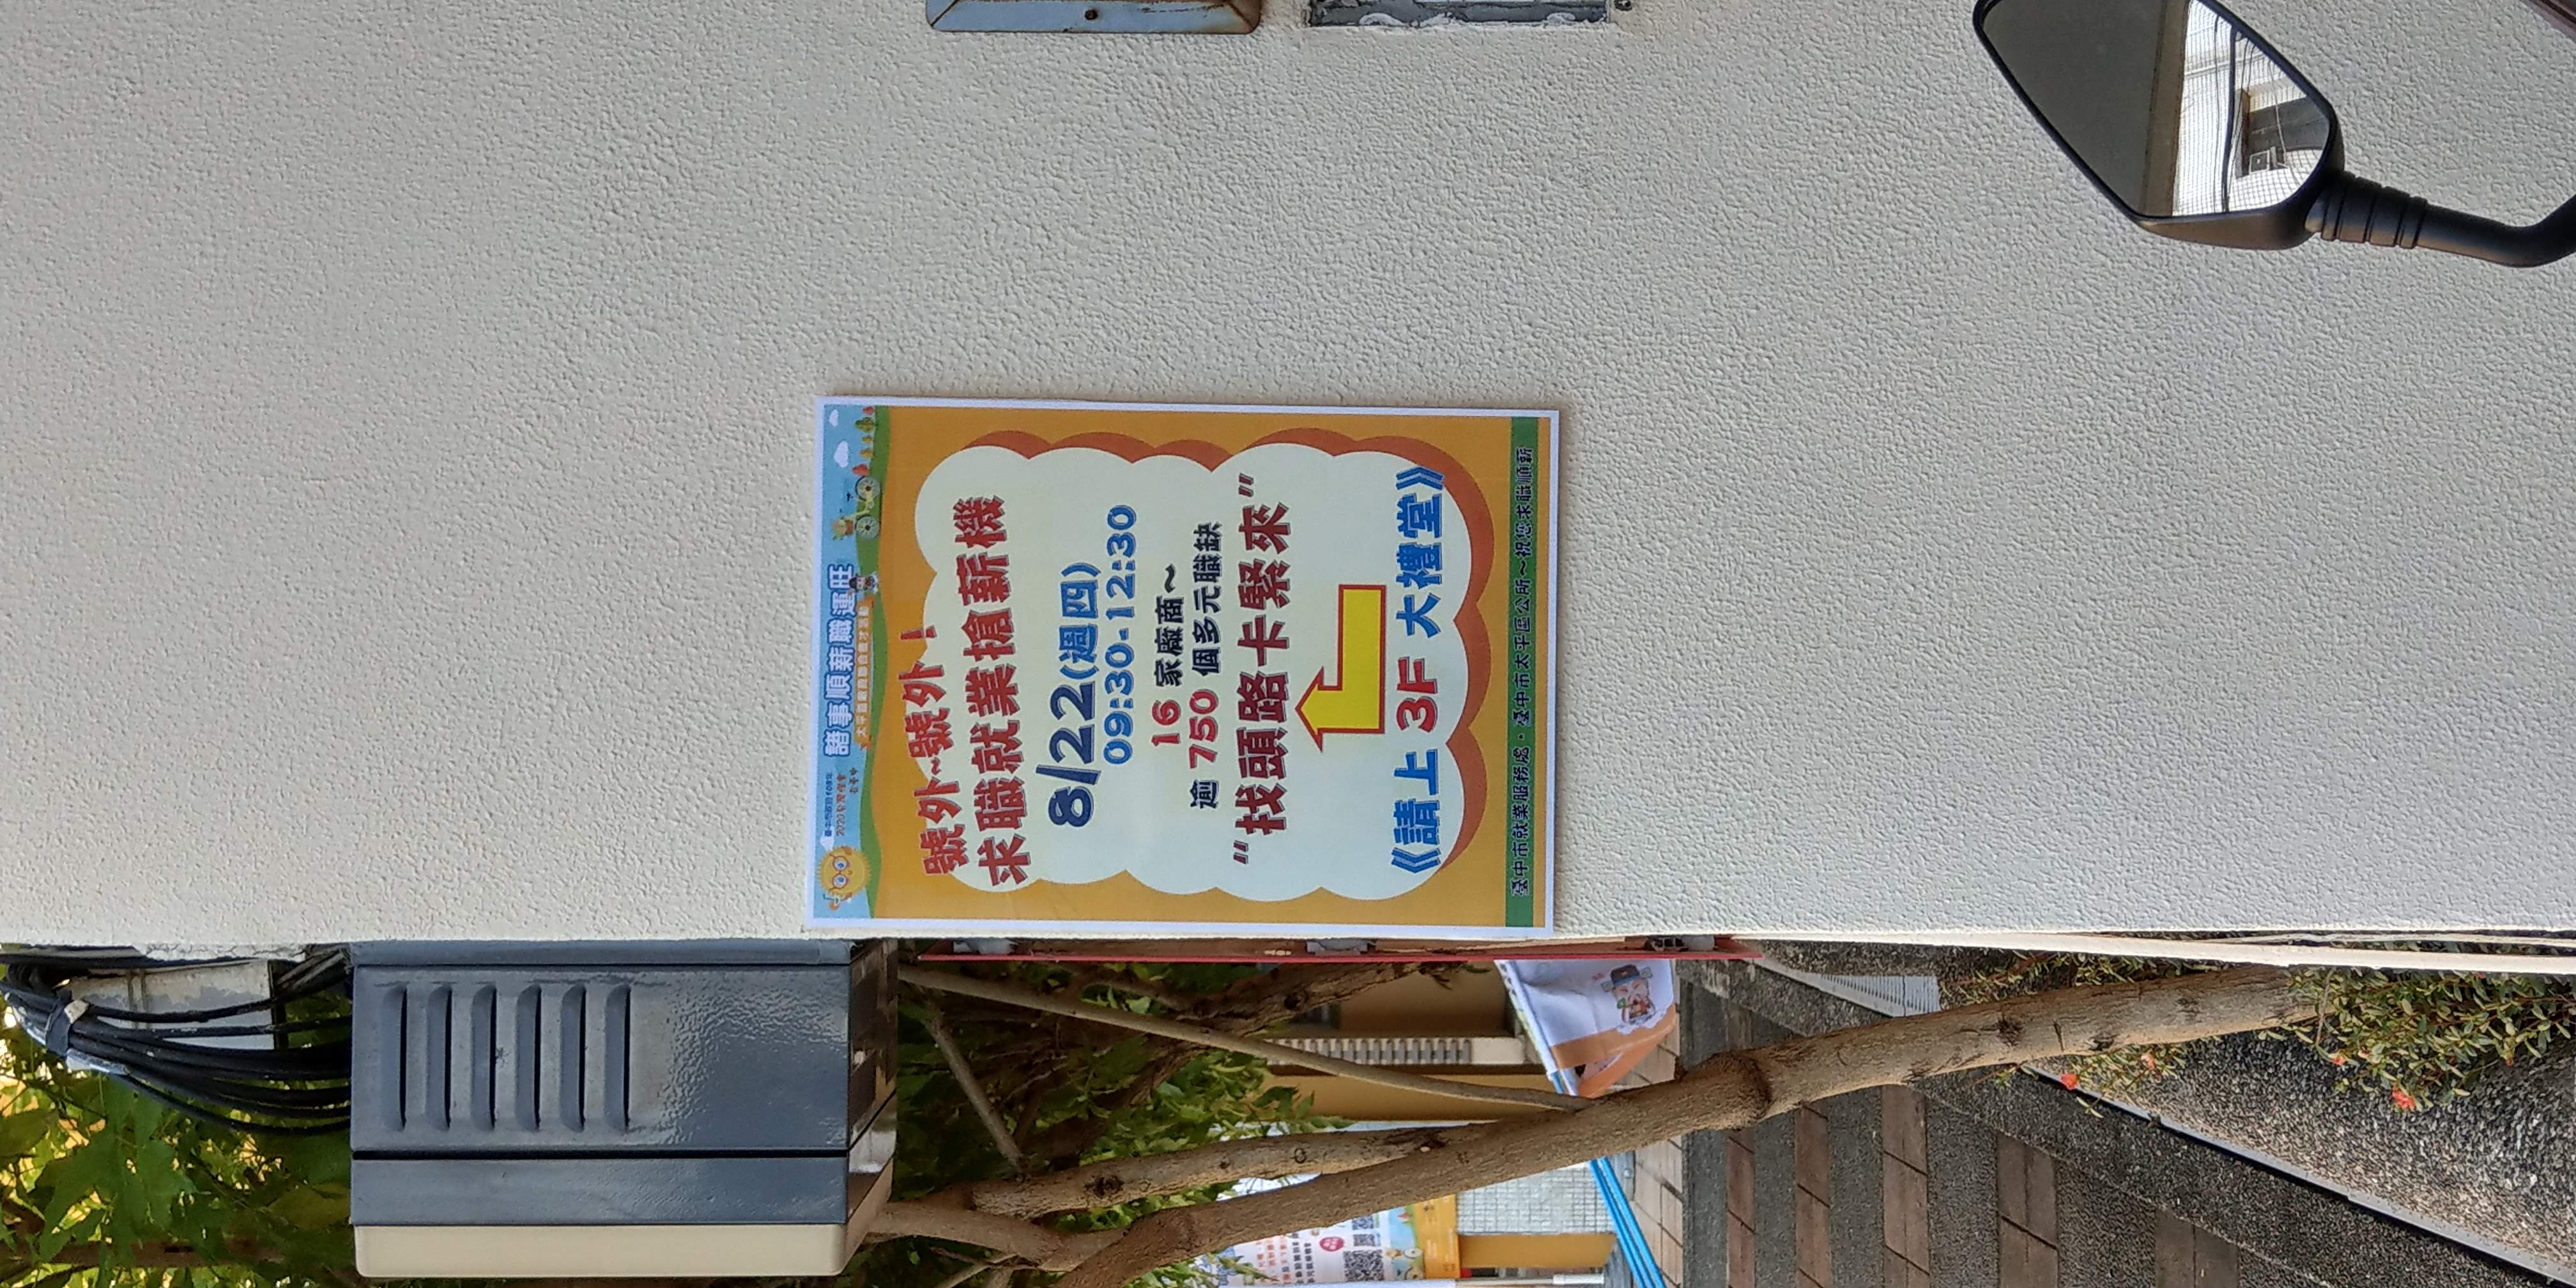 諸事順薪職運旺
號外~號外!
求職就業搶薪機
8/22(週四)
09:30-12:30
16 家廠商~
逾 750 個多元職缺
“找頭路卡緊來”
《請上 3F 大禮堂》
臺中市就業服務處・臺中市太平區公所~祝您求職順薪